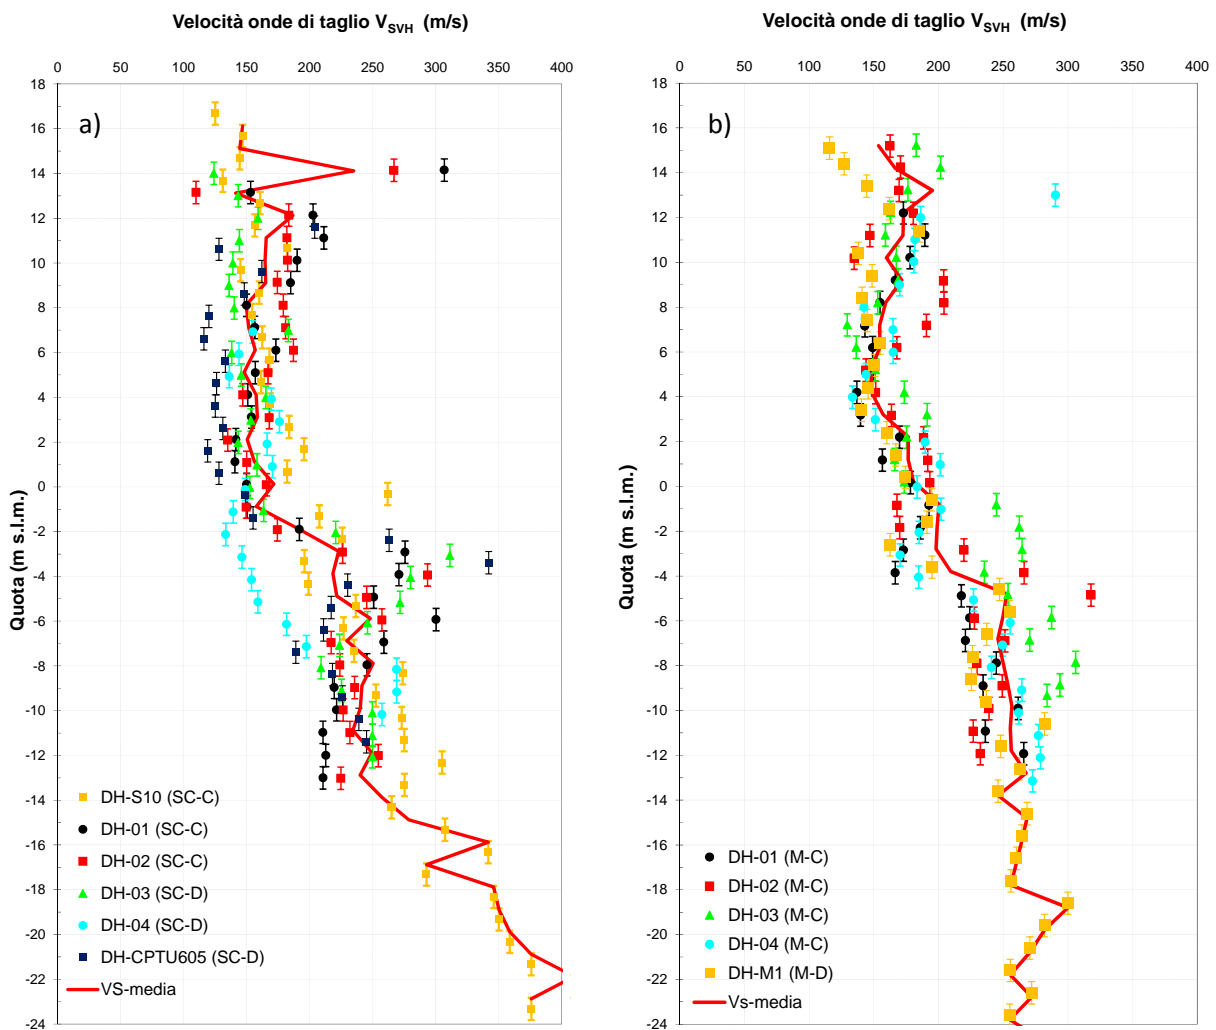 Velocità onde di taglio VSVH (m/s)
0 50 100 150 200 250 300 350 400
18
16
14
12
10
8
6
4
2
0
-2
-4
-6
-8
-10
-12
-14
-16
-18
-20
-22
-24
Quota (m s.l.m.)
a)
DH-S10 (SC-C)
DH-01 (SC-C)
DH-02 (SC-C)
DH-03 (SC-D)
DH-04 (SC-D)
DH-CPTU605 (SC-D)
VS-media
Velocità onde di taglio VSVH (m/s)
0 50 100 150 200 250 300 350 400
18
16
14
12
10
8
6
4
2
0
-2
-4
-6
-8
-10
-12
-14
-16
-18
-20
-22
-24
Quota (m s.l.m.)
b)
DH-01 (M-C)
DH-02 (M-C)
DH-03 (M-C)
DH-04 (M-C)
DH-M1 (M-D)
Vs-media